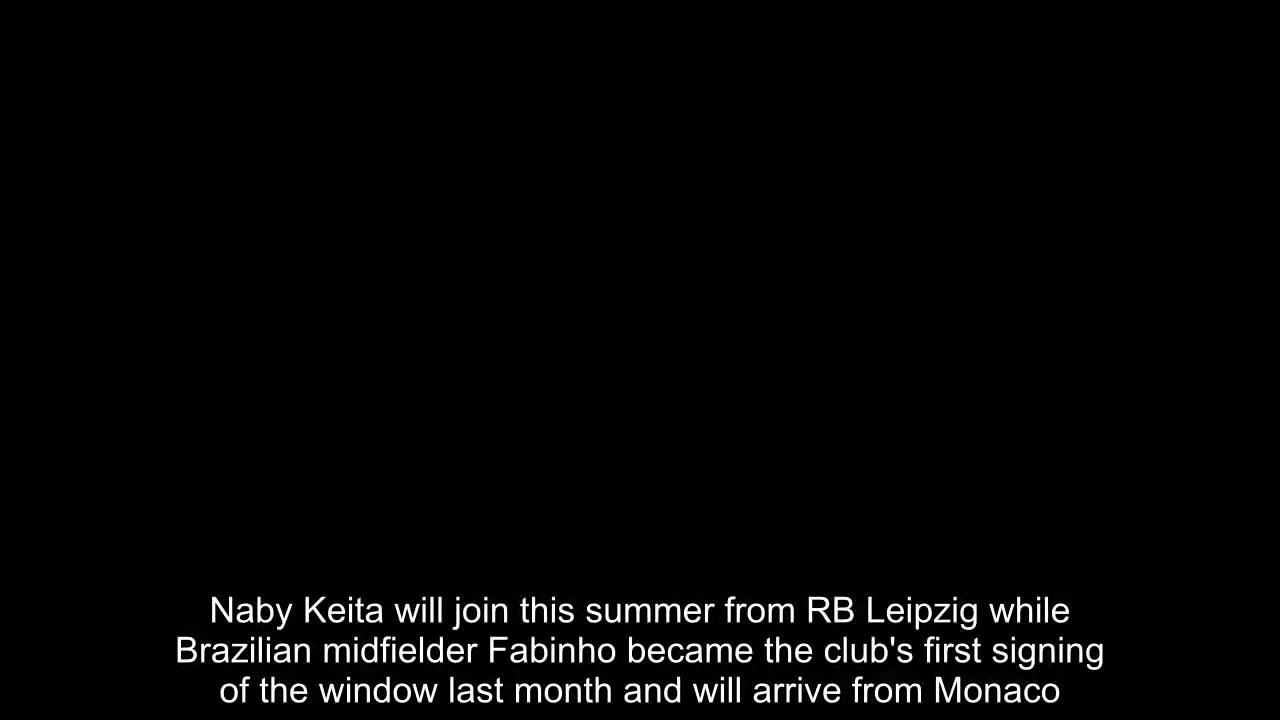 Naby Keita will join this summer from RB Leipzig while
Brazilian midfielder Fabinho became the club's first signing
of the window last month and will arrive from Monaco